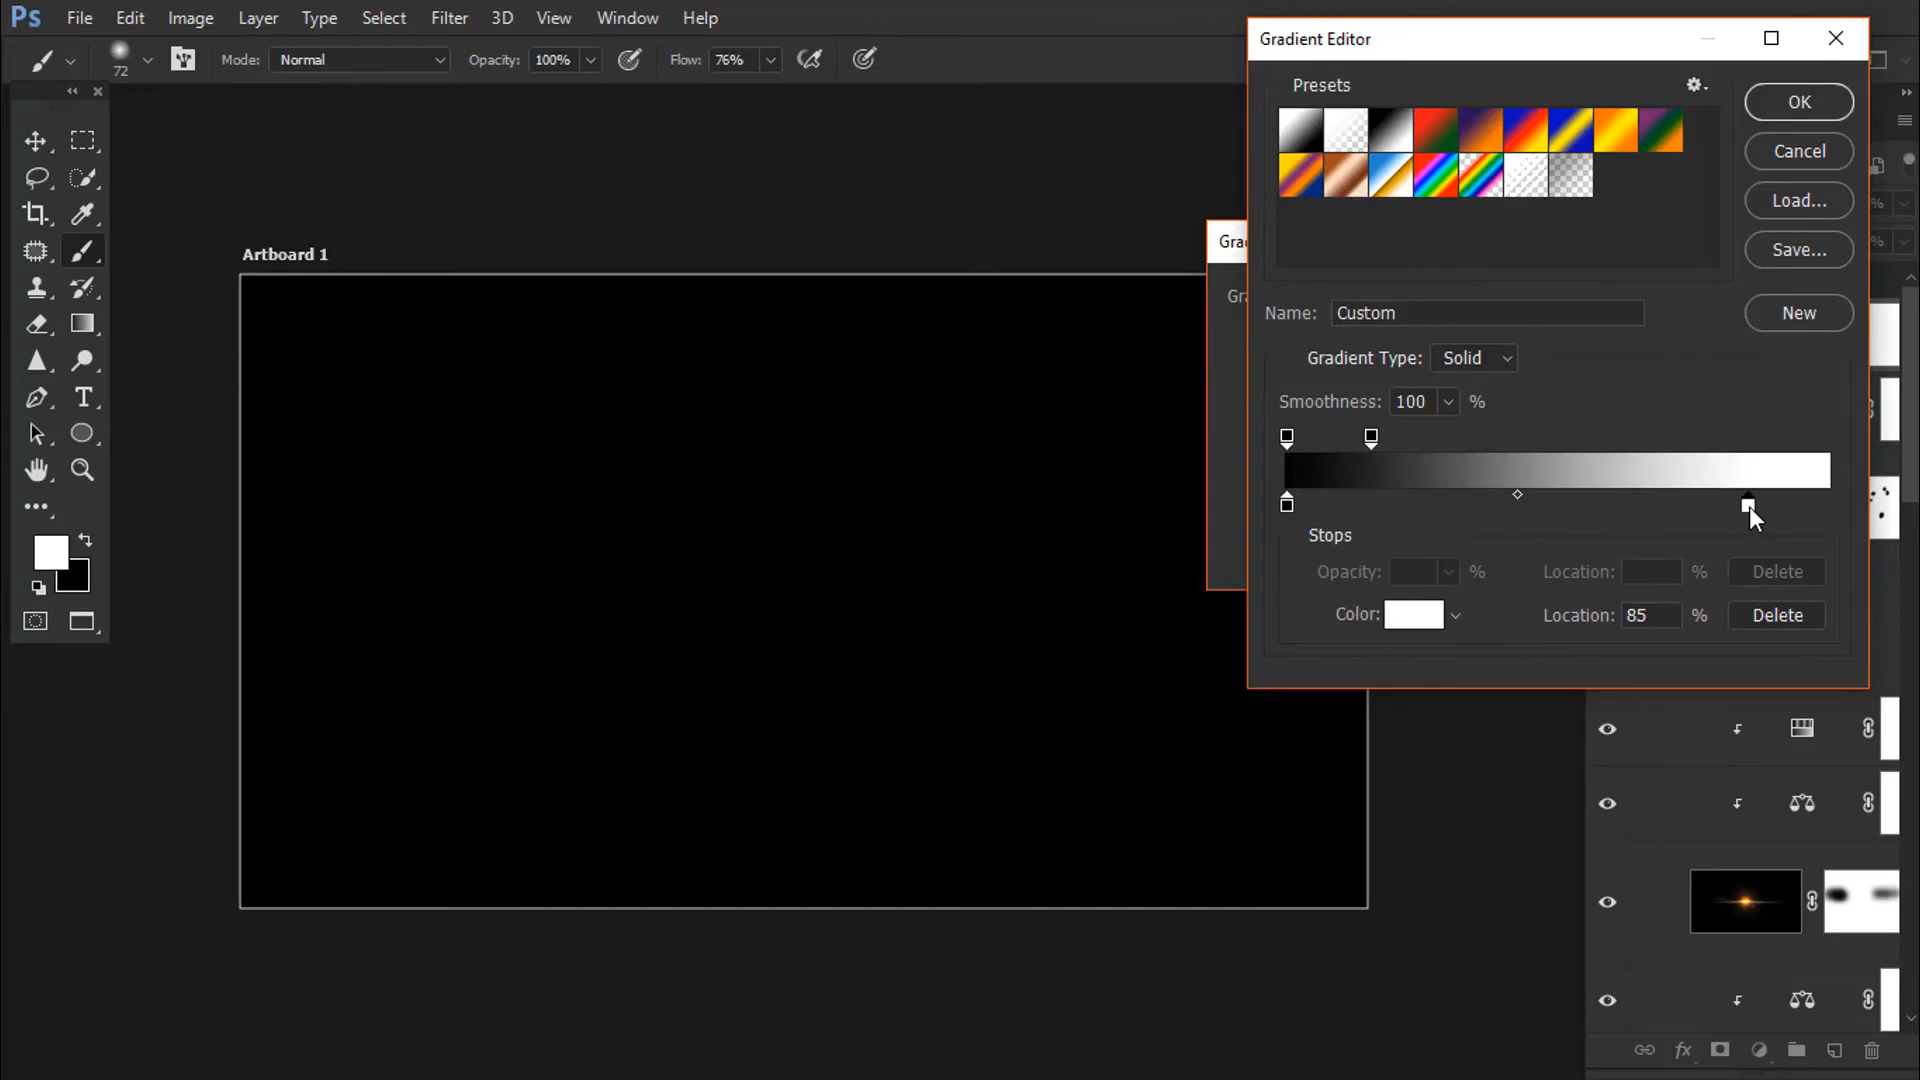 Ps File Edit Image Layer Type Select Filter 3D View Window Help
72 Mode: Normal Opacity: 100% Flow: 76%
Gradient Editor
Presets
OK
Cancel
Load...
Save...
Artboard 1
Name: Custom New
Gradient Type: Solid
Smoothness: 100 %
Stops
Opacity: % Location: % Delete
Color: Location: 85 % Delete
T
fx